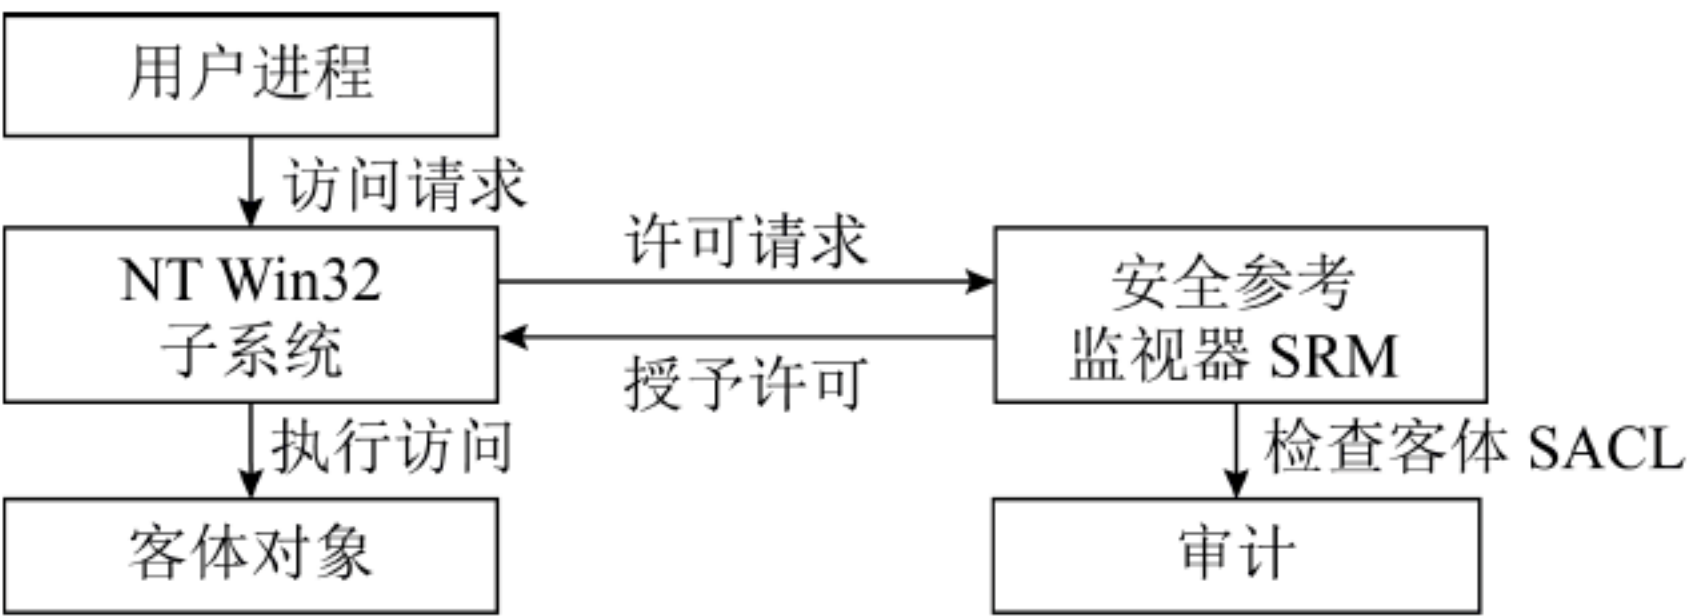 用户进程
访问请求
许可请求
NT Win32
子系统
安全参考
监视器 SRM
授予许可
执行访问
检查客体 SACL
客体对象
审计